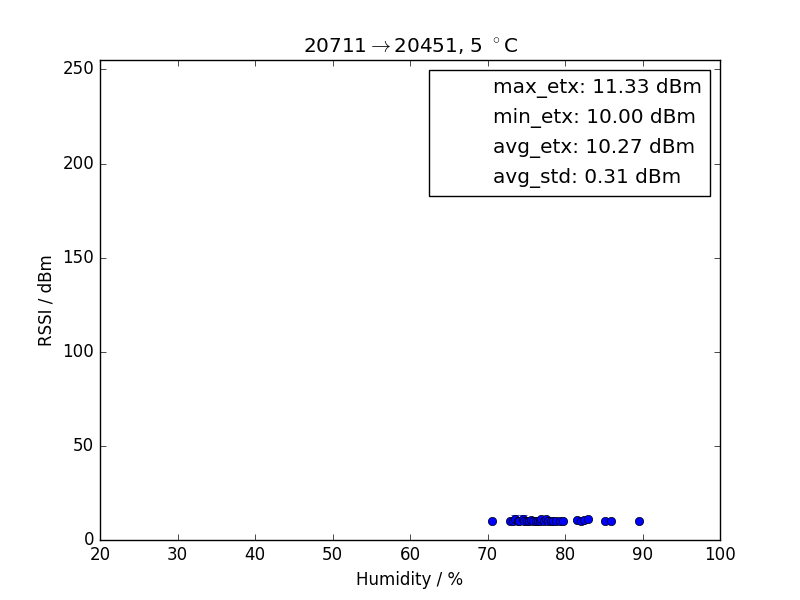 20711→20451, 5 °C
max_etx: 11.33 dBm
min_etx: 10.00 dBm
avg_etx: 10.27 dBm
avg_std: 0.31 dBm
RSSI / dBm
250
200
150
100
50
0
20 30 40 50 60 70 80 90 100
Humidity / %